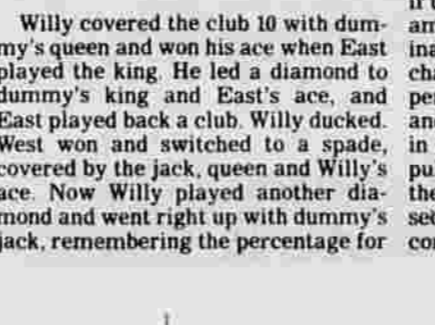 Willy covered the club 10 with dum-
my's queen and won his ace when East
played the king. He led a diamond to
dummy's king and East's ace, and
East played back a club. Willy ducked.
West won and switched to a spade,
covered by the jack, queen and Willy's
ace. Now Willy played another dia-
mond and went right up with dummy's
jack, remembering the percentage for